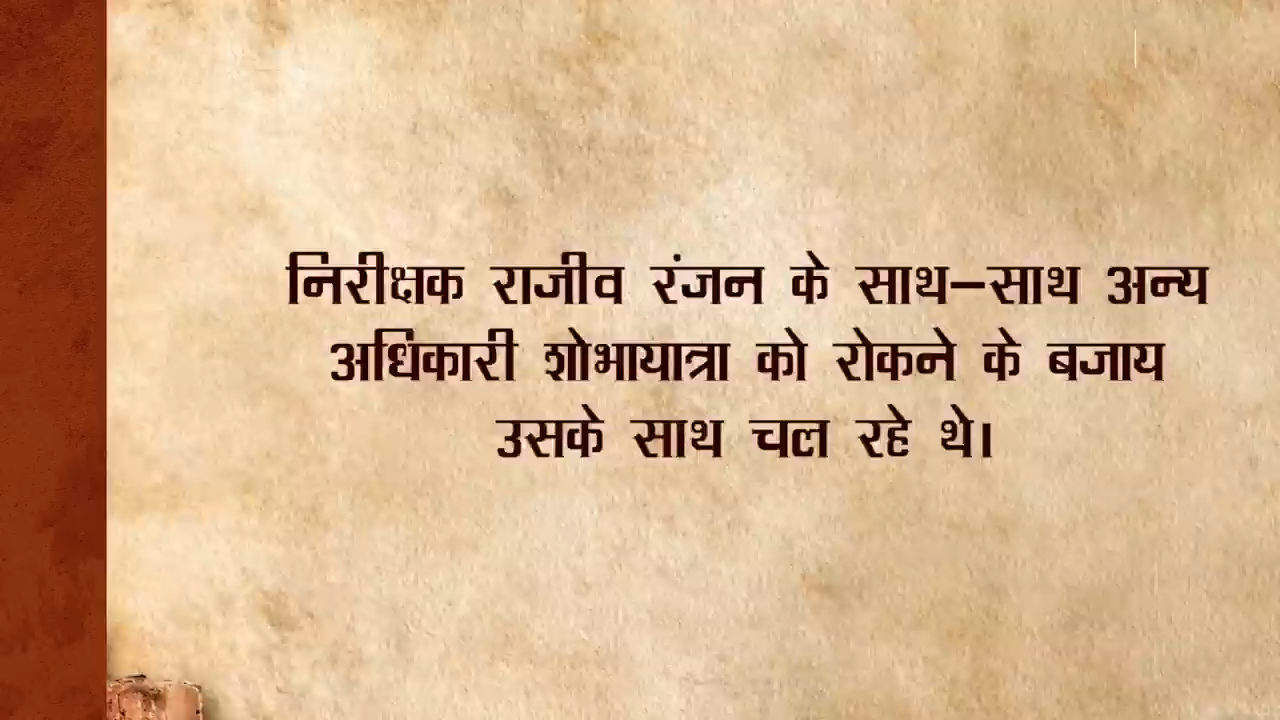 निरीक्षक राजीव रंजन के साथ-साथ अन्य
अधिकारी शोभायात्रा को रोकने के बजाय
उसके साथ चल रहे थे।